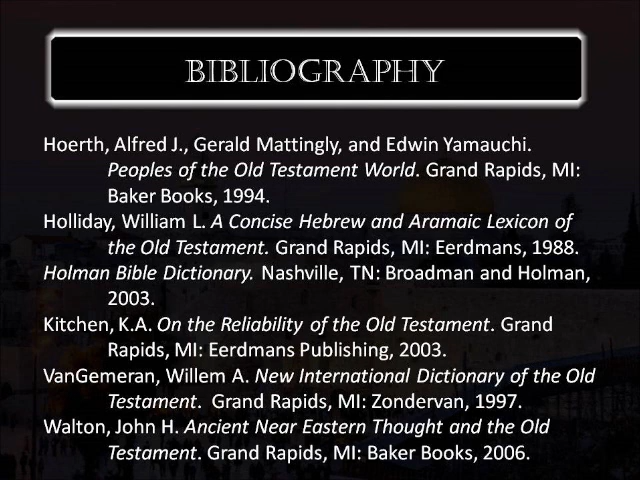 BIBLIOGRAPHY
Hoerth, Alfred J., Gerald Mattingly, and Edwin Yamauchi.
Peoples of the Old Testament World. Grand Rapids, MI:
Baker Books, 1994.
Holliday, William L. A Concise Hebrew and Aramaic Lexicon of
the Old Testament. Grand Rapids, MI: Eerdmans, 1988.
Holman Bible Dictionary. Nashville, TN: Broadman and Holman,
2003.
Kitchen, K.A. On the Reliability of the Old Testament. Grand
Rapids, MI: Eerdmans Publishing, 2003.
VanGemeran, Willem A. New International Dictionary of the Old
Testament. Grand Rapids, MI: Zondervan, 1997.
Walton, John H. Ancient Near Eastern Thought and the Old
Testament. Grand Rapids, MI: Baker Books, 2006.